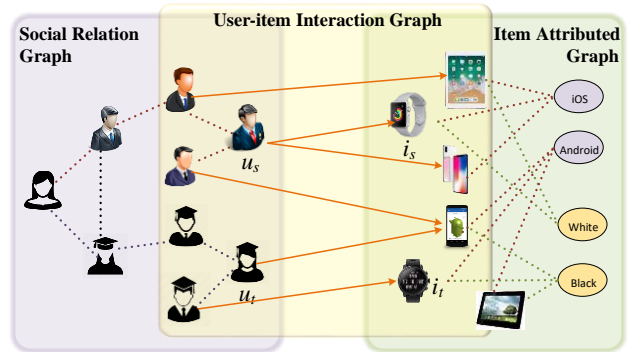 User-item Interaction Graph
Social Relation
Graph
Item Attributed
Graph
iOS
u_s
i_s
Android
White
Black
u_t
i_t